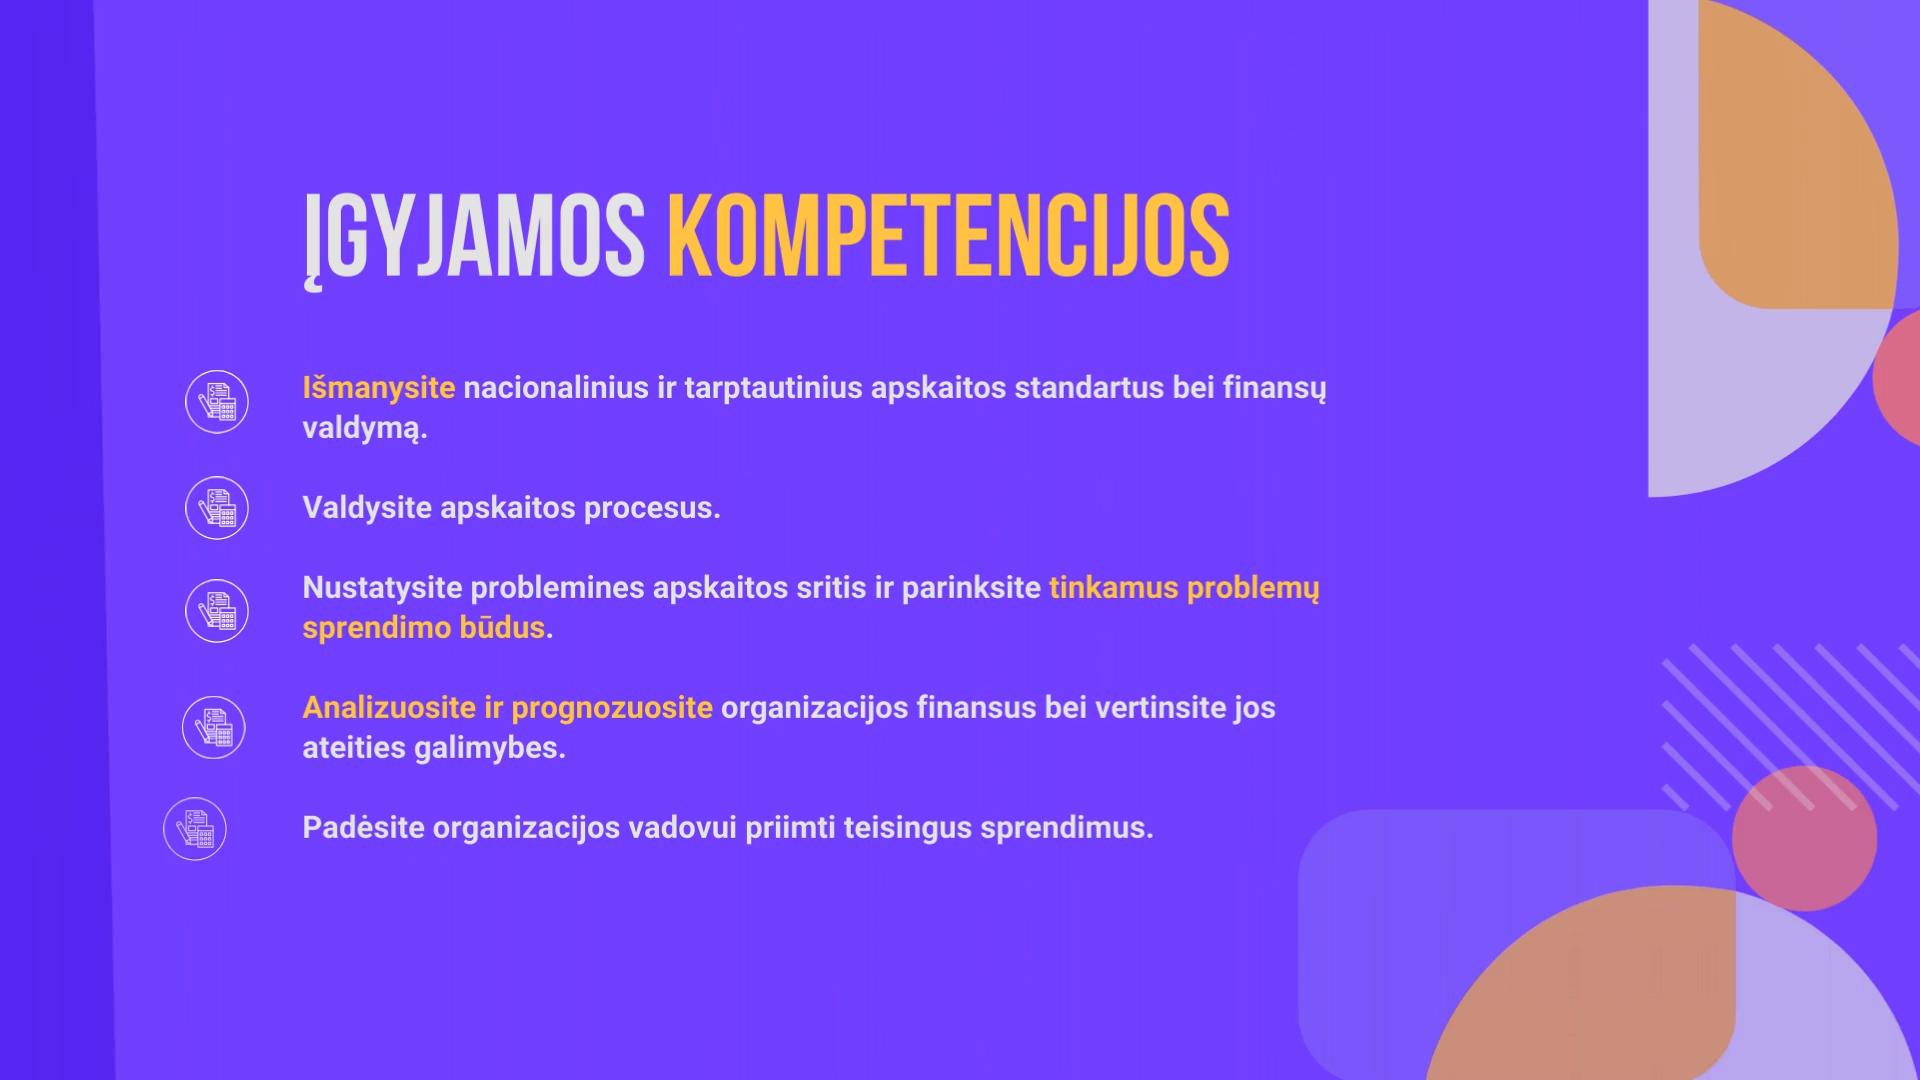 ĮGYJAMOS KOMPETENCIJOS
Išmanysite nacionalinius ir tarptautinius apskaitos standartus bei finansų
valdymą.
Valdysite apskaitos procesus.
Nustatysite problemines apskaitos sritis ir parinksite tinkamus problemų
sprendimo būdus.
Analizuosite ir prognozuosite organizacijos finansus bei vertinsite jos
ateities galimybes.
Padėsite organizacijos vadovui priimti teisingus sprendimus.